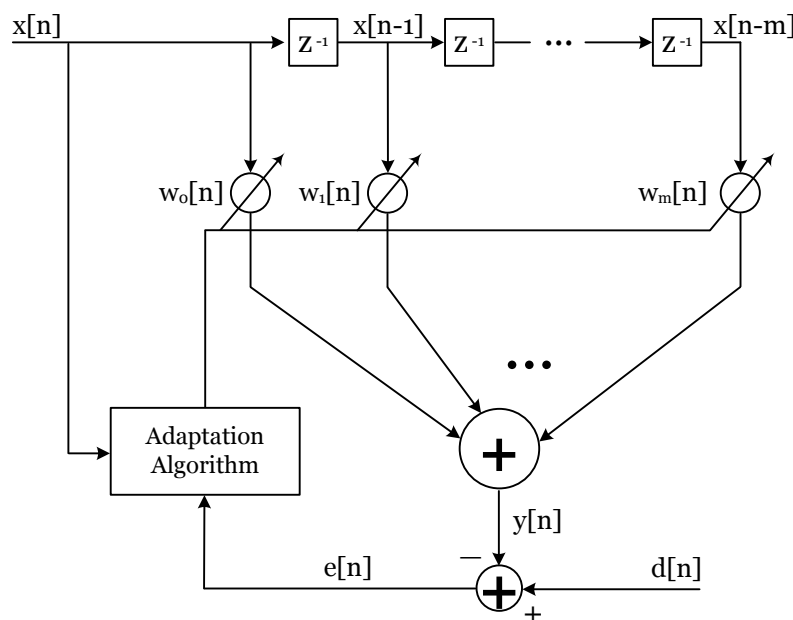 x[n]
z⁻¹
x[n-1]
z⁻¹
...
z⁻¹
x[n-m]
w₀[n]
w₁[n]
wₘ[n]
...
Adaptation
Algorithm
+
y[n]
−
e[n]
+
d[n]
+